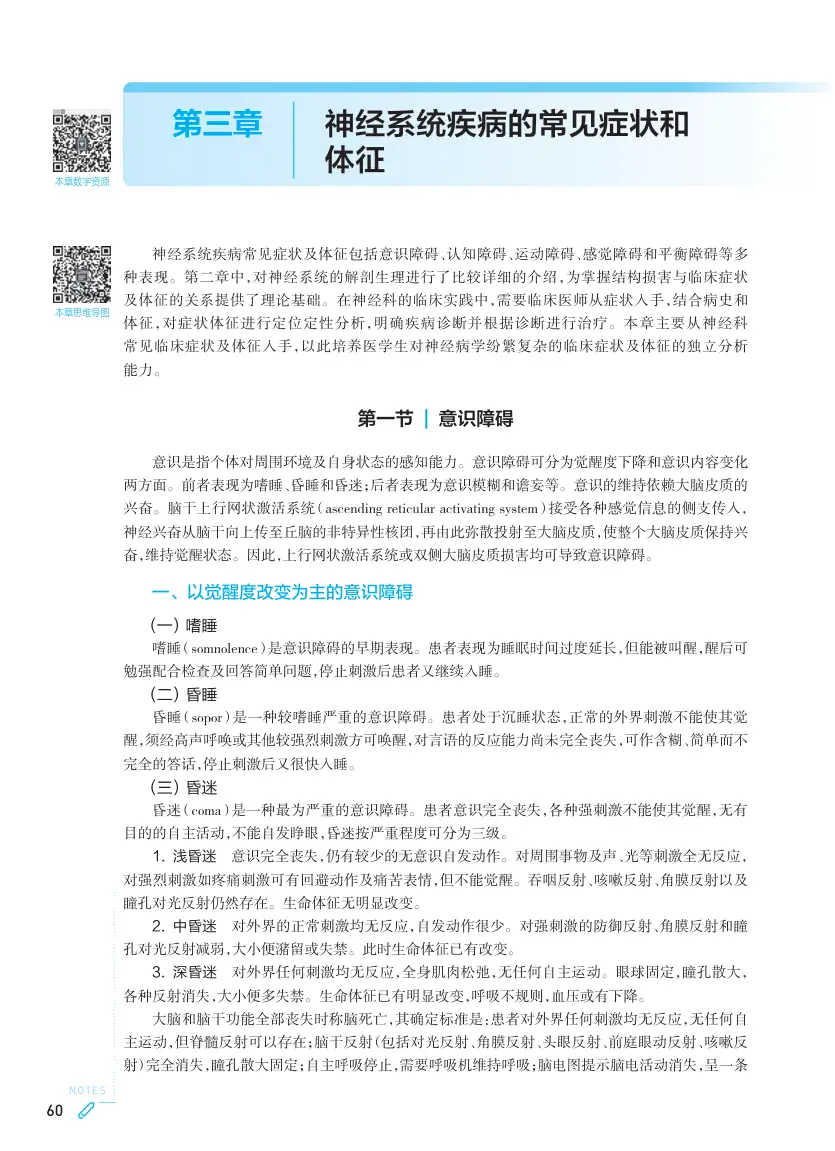 第三章
神经系统疾病的常见症状和
体征
本章数字资源
本章思维导图
神经系统疾病常见症状及体征包括意识障碍、认知障碍、运动障碍、感觉障碍和平衡障碍等多
种表现。第二章中,对神经系统的解剖生理进行了比较详细的介绍,为掌握结构损害与临床症状
及体征的关系提供了理论基础。在神经科的临床实践中,需要临床医师从症状入手,结合病史和
体征,对症状体征进行定位定性分析,明确疾病诊断并根据诊断进行治疗。本章主要从神经科
常见临床症状及体征入手,以此培养医学生对神经病学纷繁复杂的临床症状及体征的独立分析
能力。
第一节 | 意识障碍
意识是指个体对周围环境及自身状态的感知能力。意识障碍可分为觉醒度下降和意识内容变化
两方面。前者表现为嗜睡、昏睡和昏迷;后者表现为意识模糊和谵妄等。意识的维持依赖大脑皮质的
兴奋。脑干上行网状激活系统(ascending reticular activating system)接受各种感觉信息的侧支传入,
神经兴奋从脑干向上传至丘脑的非特异性核团,再由此弥散投射至大脑皮质,使整个大脑皮质保持兴
奋,维持觉醒状态。因此,上行网状激活系统或双侧大脑皮质损害均可导致意识障碍。
一、以觉醒度改变为主的意识障碍
(一)嗜睡
嗜睡(somnolence)是意识障碍的早期表现。患者表现为睡眠时间过度延长,但能被叫醒,醒后可
勉强配合检查及回答简单问题,停止刺激后患者又继续入睡。
(二)昏睡
昏睡(sopor)是一种较嗜睡严重的意识障碍。患者处于沉睡状态,正常的外界刺激不能使其觉
醒,须经高声呼唤或其他较强烈刺激方可唤醒,对言语的反应能力尚未完全丧失,可作含糊、简单而不
完全的答话,停止刺激后又很快入睡。
(三)昏迷
昏迷(coma)是一种最为严重的意识障碍。患者意识完全丧失,各种强刺激不能使其觉醒,无有
目的的自主活动,不能自发睁眼,昏迷按严重程度可分为三级。
1. 浅昏迷 意识完全丧失,仍有较少的无意识自发动作。对周围事物及声、光等刺激全无反应,
对强烈刺激如疼痛刺激可有回避动作及痛苦表情,但不能觉醒。吞咽反射、咳嗽反射、角膜反射以及
瞳孔对光反射仍然存在。生命体征无明显改变。
2. 中昏迷 对外界的正常刺激均无反应,自发动作很少。对强刺激的防御反射、角膜反射和瞳
孔对光反射减弱,大小便潴留或失禁。此时生命体征已有改变。
3. 深昏迷 对外界任何刺激均无反应,全身肌肉松弛,无任何自主运动。眼球固定,瞳孔散大,
各种反射消失,大小便多失禁。生命体征已有明显改变,呼吸不规则,血压或有下降。
大脑和脑干功能全部丧失时称脑死亡,其确定标准是:患者对外界任何刺激均无反应,无任何自
主运动,但脊髓反射可以存在;脑干反射(包括对光反射、角膜反射、头眼反射、前庭眼动反射、咳嗽反
射)完全消失,瞳孔散大固定;自主呼吸停止,需要呼吸机维持呼吸;脑电图提示脑电活动消失,呈一条
NOTES
60